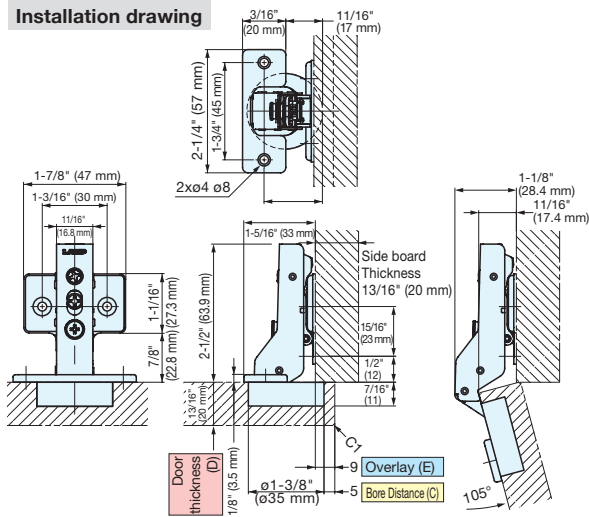 Installation drawing
3/16"
(20 mm)
11/16"
(17 mm)
2-1/4" (57 mm)
1-3/4" (45 mm)
2xø4 ø8
1-7/8" (47 mm)
1-3/16" (30 mm)
11/16"
(16.8 mm)
LAMP
1-1/16"
(27.3 mm)
7/8"
(22.8 mm)
1-5/16" (33 mm)
Side board
Thickness
13/16" (20 mm)
2-1/2" (63.9 mm)
15/16"
(23 mm)
1/2"
(12)
7/16"
(11)
13/16"
(20 mm)
C1
Door
thickness
(D)
1/8" (3.5 mm)
ø1-3/8"
(ø35 mm)
9 Overlay (E)
5 Bore Distance (C)
1-1/8"
(28.4 mm)
11/16"
(17.4 mm)
105°